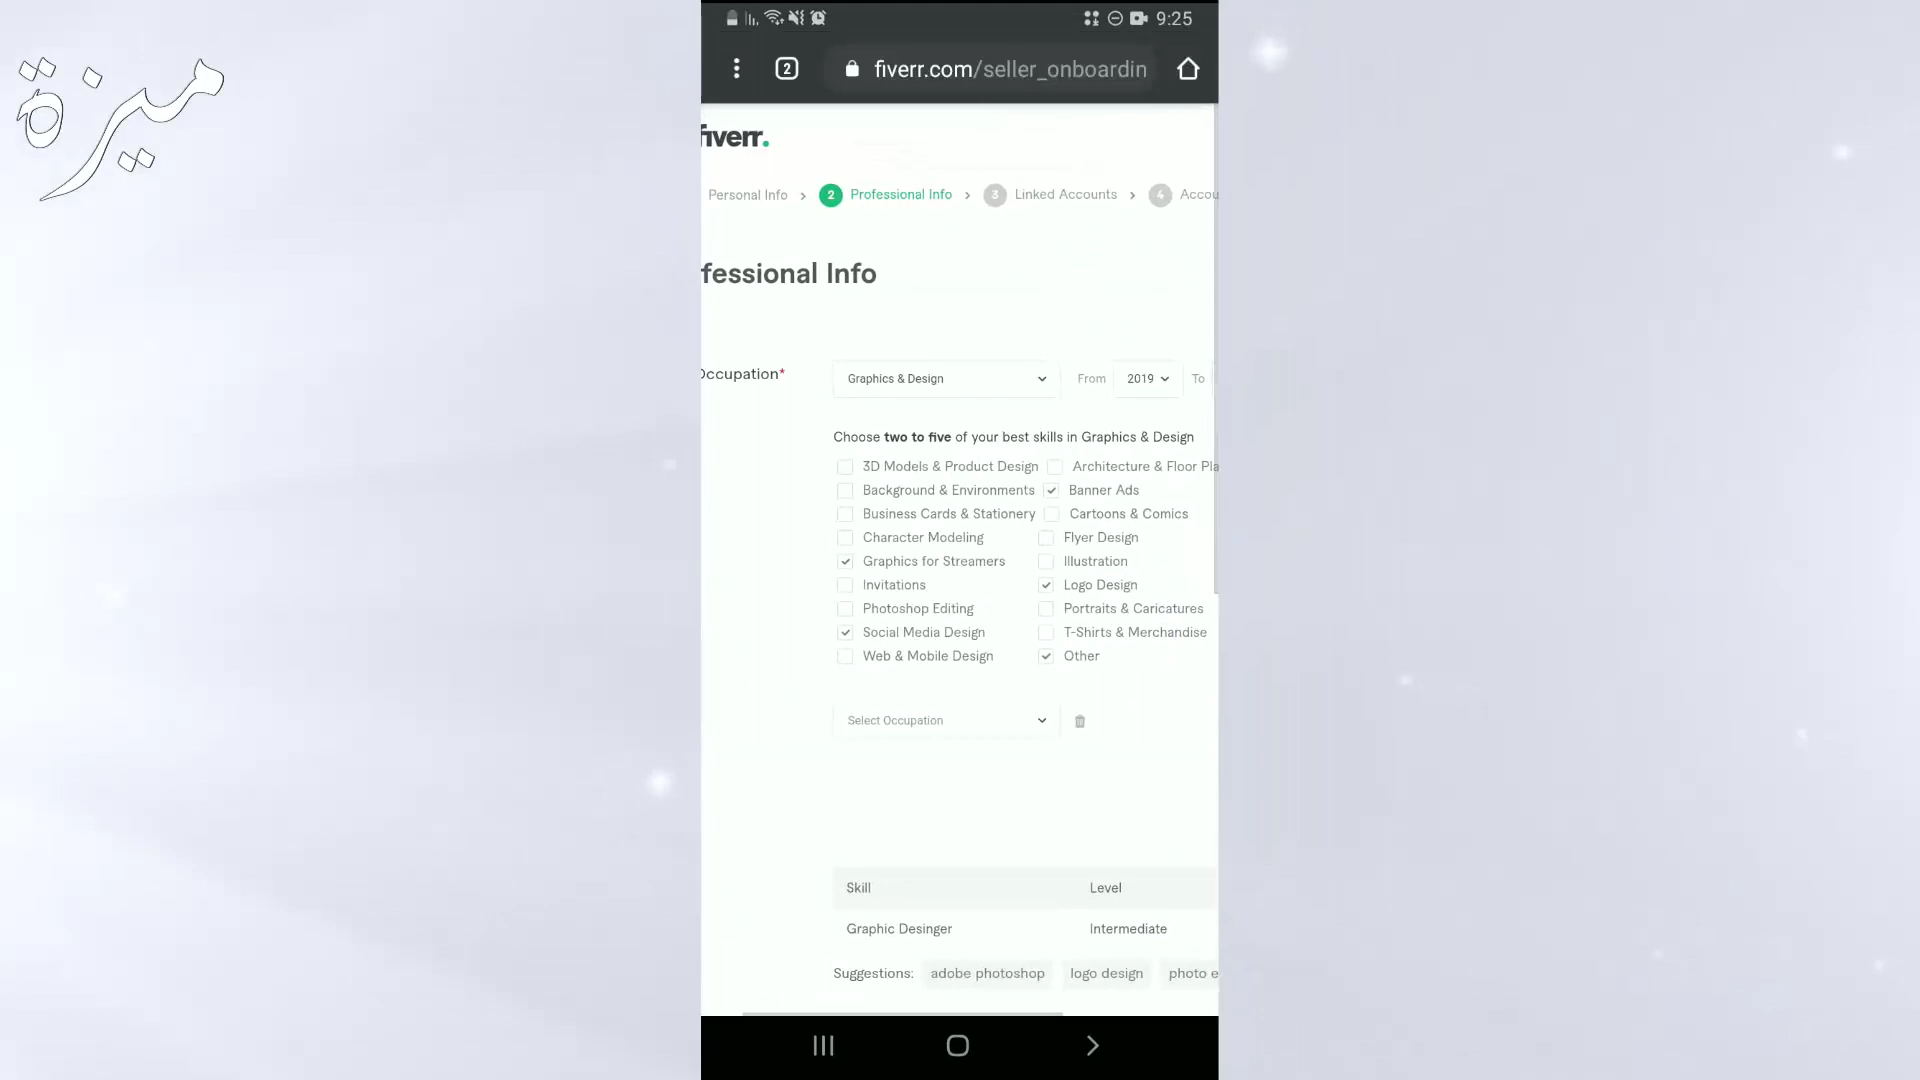 ميزة
9:25
2
fiverr.com/seller_onboardin
fiverr.
Personal Info > 2 Professional Info > 3 Linked Accounts > 4 Accou
fessional Info
Occupation*
Graphics & Design From 2019 To
Choose two to five of your best skills in Graphics & Design
3D Models & Product Design Architecture & Floor Pla
Background & Environments Banner Ads
Business Cards & Stationery Cartoons & Comics
Character Modeling Flyer Design
Graphics for Streamers Illustration
Invitations Logo Design
Photoshop Editing Portraits & Caricatures
Social Media Design T-Shirts & Merchandise
Web & Mobile Design Other
Select Occupation
Skill Level
Graphic Desinger Intermediate
Suggestions: adobe photoshop logo design photo e